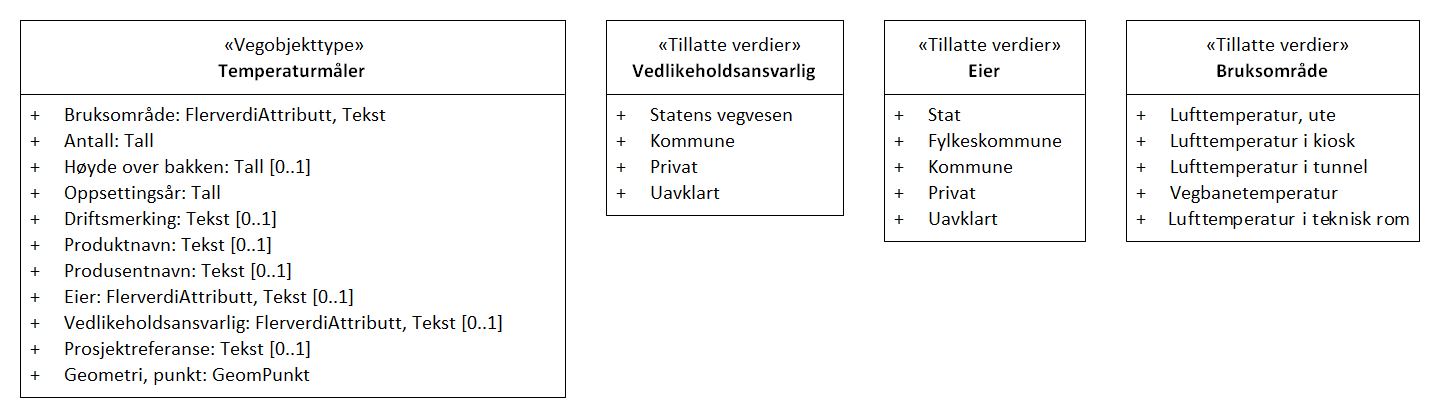 «Vegobjekttype»
Temperaturmåler
+ Bruksområde: FlerverdiAttributt, Tekst
+ Antall: Tall
+ Høyde over bakken: Tall [0..1]
+ Oppsettingsår: Tall
+ Driftsmerking: Tekst [0..1]
+ Produktnavn: Tekst [0..1]
+ Produsentnavn: Tekst [0..1]
+ Eier: FlerverdiAttributt, Tekst [0..1]
+ Vedlikeholdsansvarlig: FlerverdiAttributt, Tekst [0..1]
+ Prosjektreferanse: Tekst [0..1]
+ Geometri, punkt: GeomPunkt
«Tillatte verdier»
Vedlikeholdsansvarlig
+ Statens vegvesen
+ Kommune
+ Privat
+ Uavklart
«Tillatte verdier»
Eier
+ Stat
+ Fylkeskommune
+ Kommune
+ Privat
+ Uavklart
«Tillatte verdier»
Bruksområde
+ Lufttemperatur, ute
+ Lufttemperatur i kiosk
+ Lufttemperatur i tunnel
+ Vegbanetemperatur
+ Lufttemperatur i teknisk rom